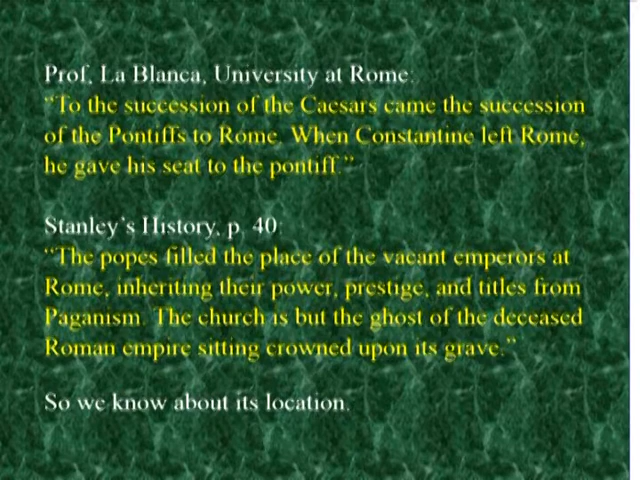 Prof, La Blanca, University at Rome:
“To the succession of the Caesars came the succession
of the Pontiffs to Rome. When Constantine left Rome,
he gave his seat to the pontiff.”
Stanley’s History, p. 40:
“The popes filled the place of the vacant emperors at
Rome, inheriting their power, prestige, and titles from
Paganism. The church is but the ghost of the deceased
Roman empire sitting crowned upon its grave.”
So we know about its location.